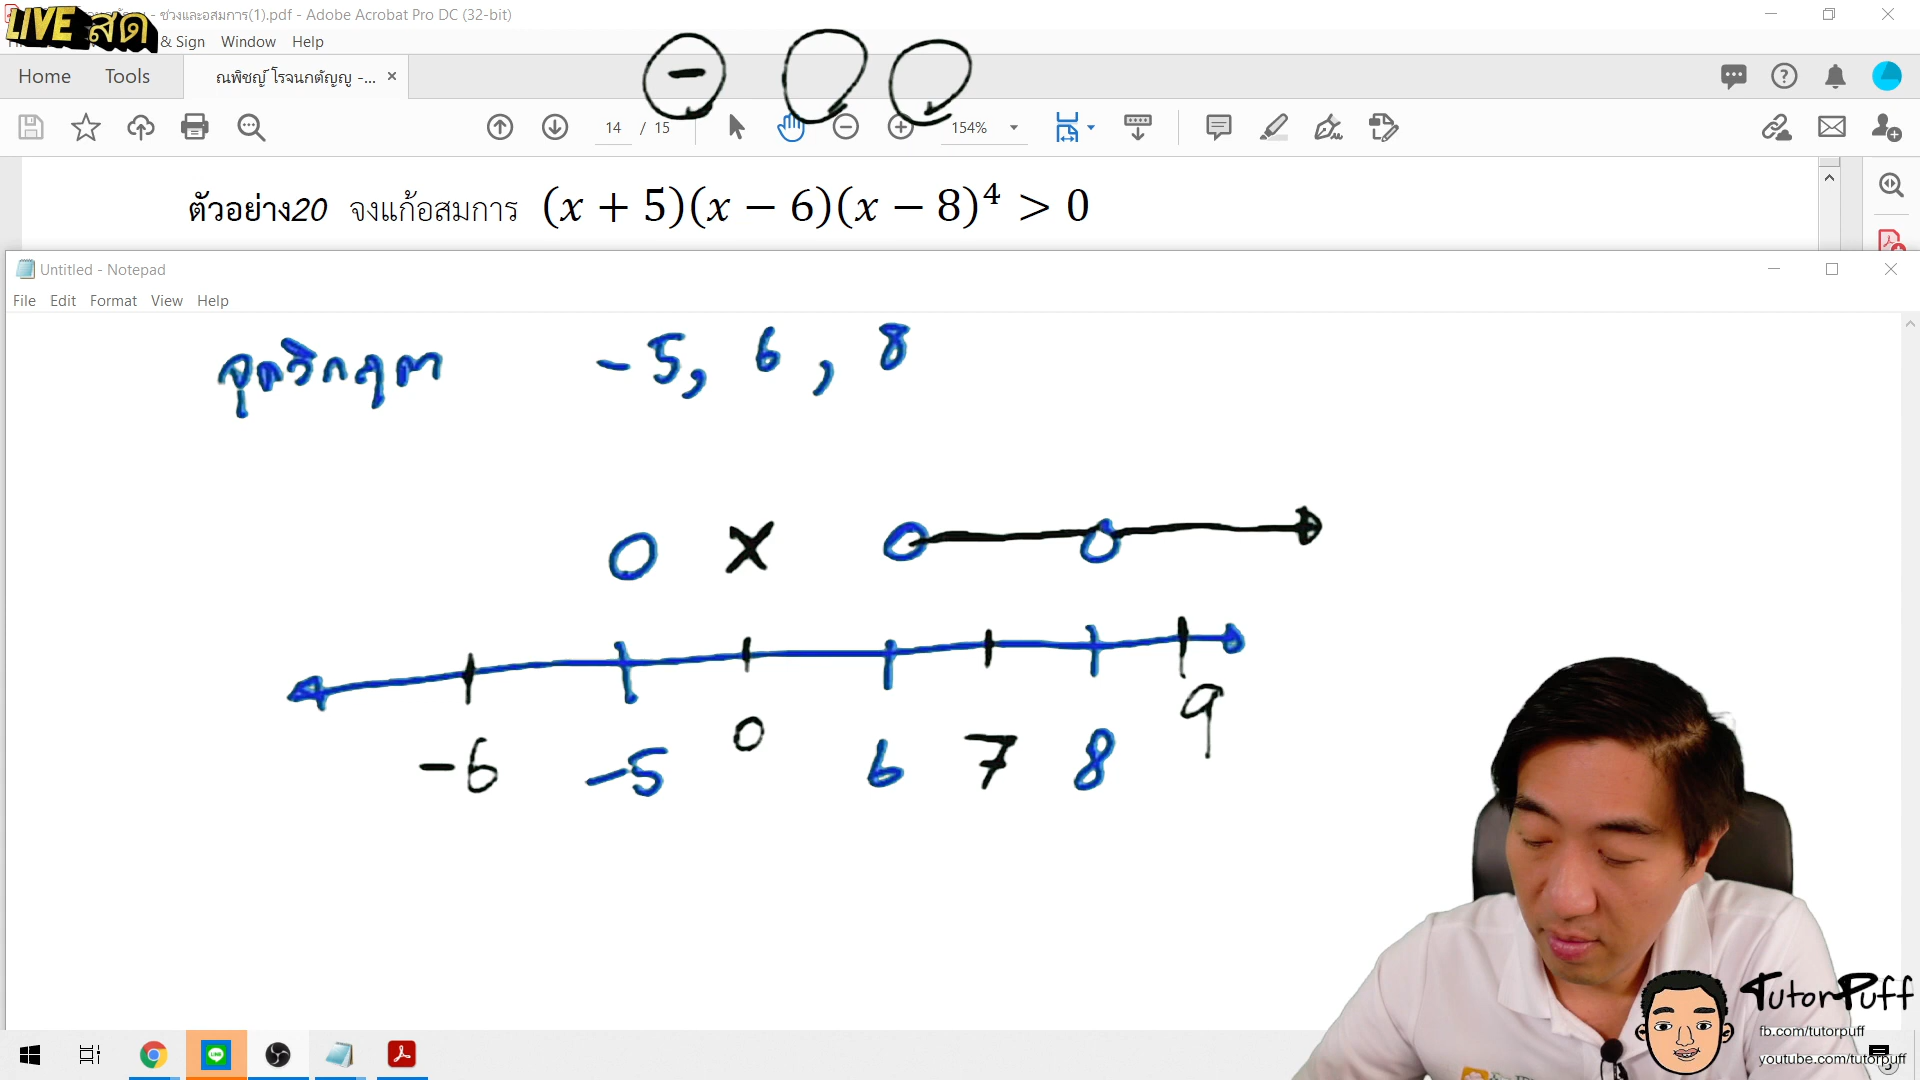 LIVE สด
- ช่วงและอสมการ(1).pdf - Adobe Acrobat Pro DC (32-bit)
& Sign Window Help
Home Tools ณพิชญ์ โรจนกตัญญู -... ×
14 / 15 154%
ตัวอย่าง20 จงแก้อสมการ (x + 5)(x − 6)(x − 8)⁴ > 0
Untitled - Notepad
File Edit Format View Help
จุดวิกฤต -5, 6, 8
-6 -5 0 6 7 8 9
TutorPuff
fb.com/tutorpuff
youtube.com/tutorpuff